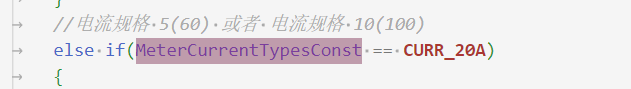 }
//电流规格 5(60) 或者 电流规格 10(100)
else if(MeterCurrentTypesConst == CURR_20A)
{